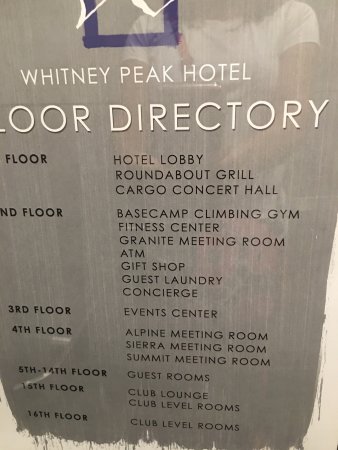 WHITNEY PEAK HOTEL
LOOR DIRECTORY
FLOOR HOTEL LOBBY
ROUNDABOUT GRILL
CARGO CONCERT HALL
ND FLOOR BASECAMP CLIMBING GYM
FITNESS CENTER
GRANITE MEETING ROOM
ATM
GIFT SHOP
GUEST LAUNDRY
CONCIERGE
3RD FLOOR EVENTS CENTER
4TH FLOOR ALPINE MEETING ROOM
SIERRA MEETING ROOM
SUMMIT MEETING ROOM
5TH-14TH FLOOR GUEST ROOMS
15TH FLOOR CLUB LOUNGE
CLUB LEVEL ROOMS
16TH FLOOR CLUB LEVEL ROOMS